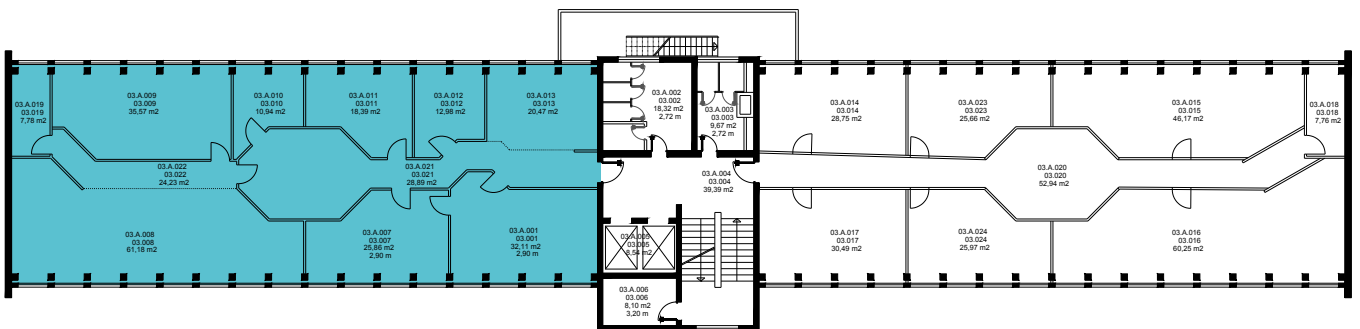 03.A.019
03.019
7,78 m2
03.A.009
03.009
35,57 m2
03.A.010
03.010
10,94 m2
03.A.011
03.011
18,39 m2
03.A.012
03.012
12,98 m2
03.A.013
03.013
20,47 m2
03.A.002
03.002
18,32 m2
2,72 m
03.A.003
03.003
9,67 m2
2,72 m
03.A.014
03.014
28,75 m2
03.A.023
03.023
25,66 m2
03.A.015
03.015
46,17 m2
03.A.018
03.018
7,76 m2
03.A.022
03.022
24,23 m2
03.A.021
03.021
28,89 m2
03.A.004
03.004
39,39 m2
03.A.020
03.020
52,94 m2
03.A.008
03.008
61,18 m2
03.A.007
03.007
25,86 m2
2,90 m
03.A.001
03.001
32,11 m2
2,90 m
03.A.005
03.005
8,54 m2
03.A.017
03.017
30,49 m2
03.A.024
03.024
25,97 m2
03.A.016
03.016
60,25 m2
03.A.006
03.006
8,10 m2
3,20 m